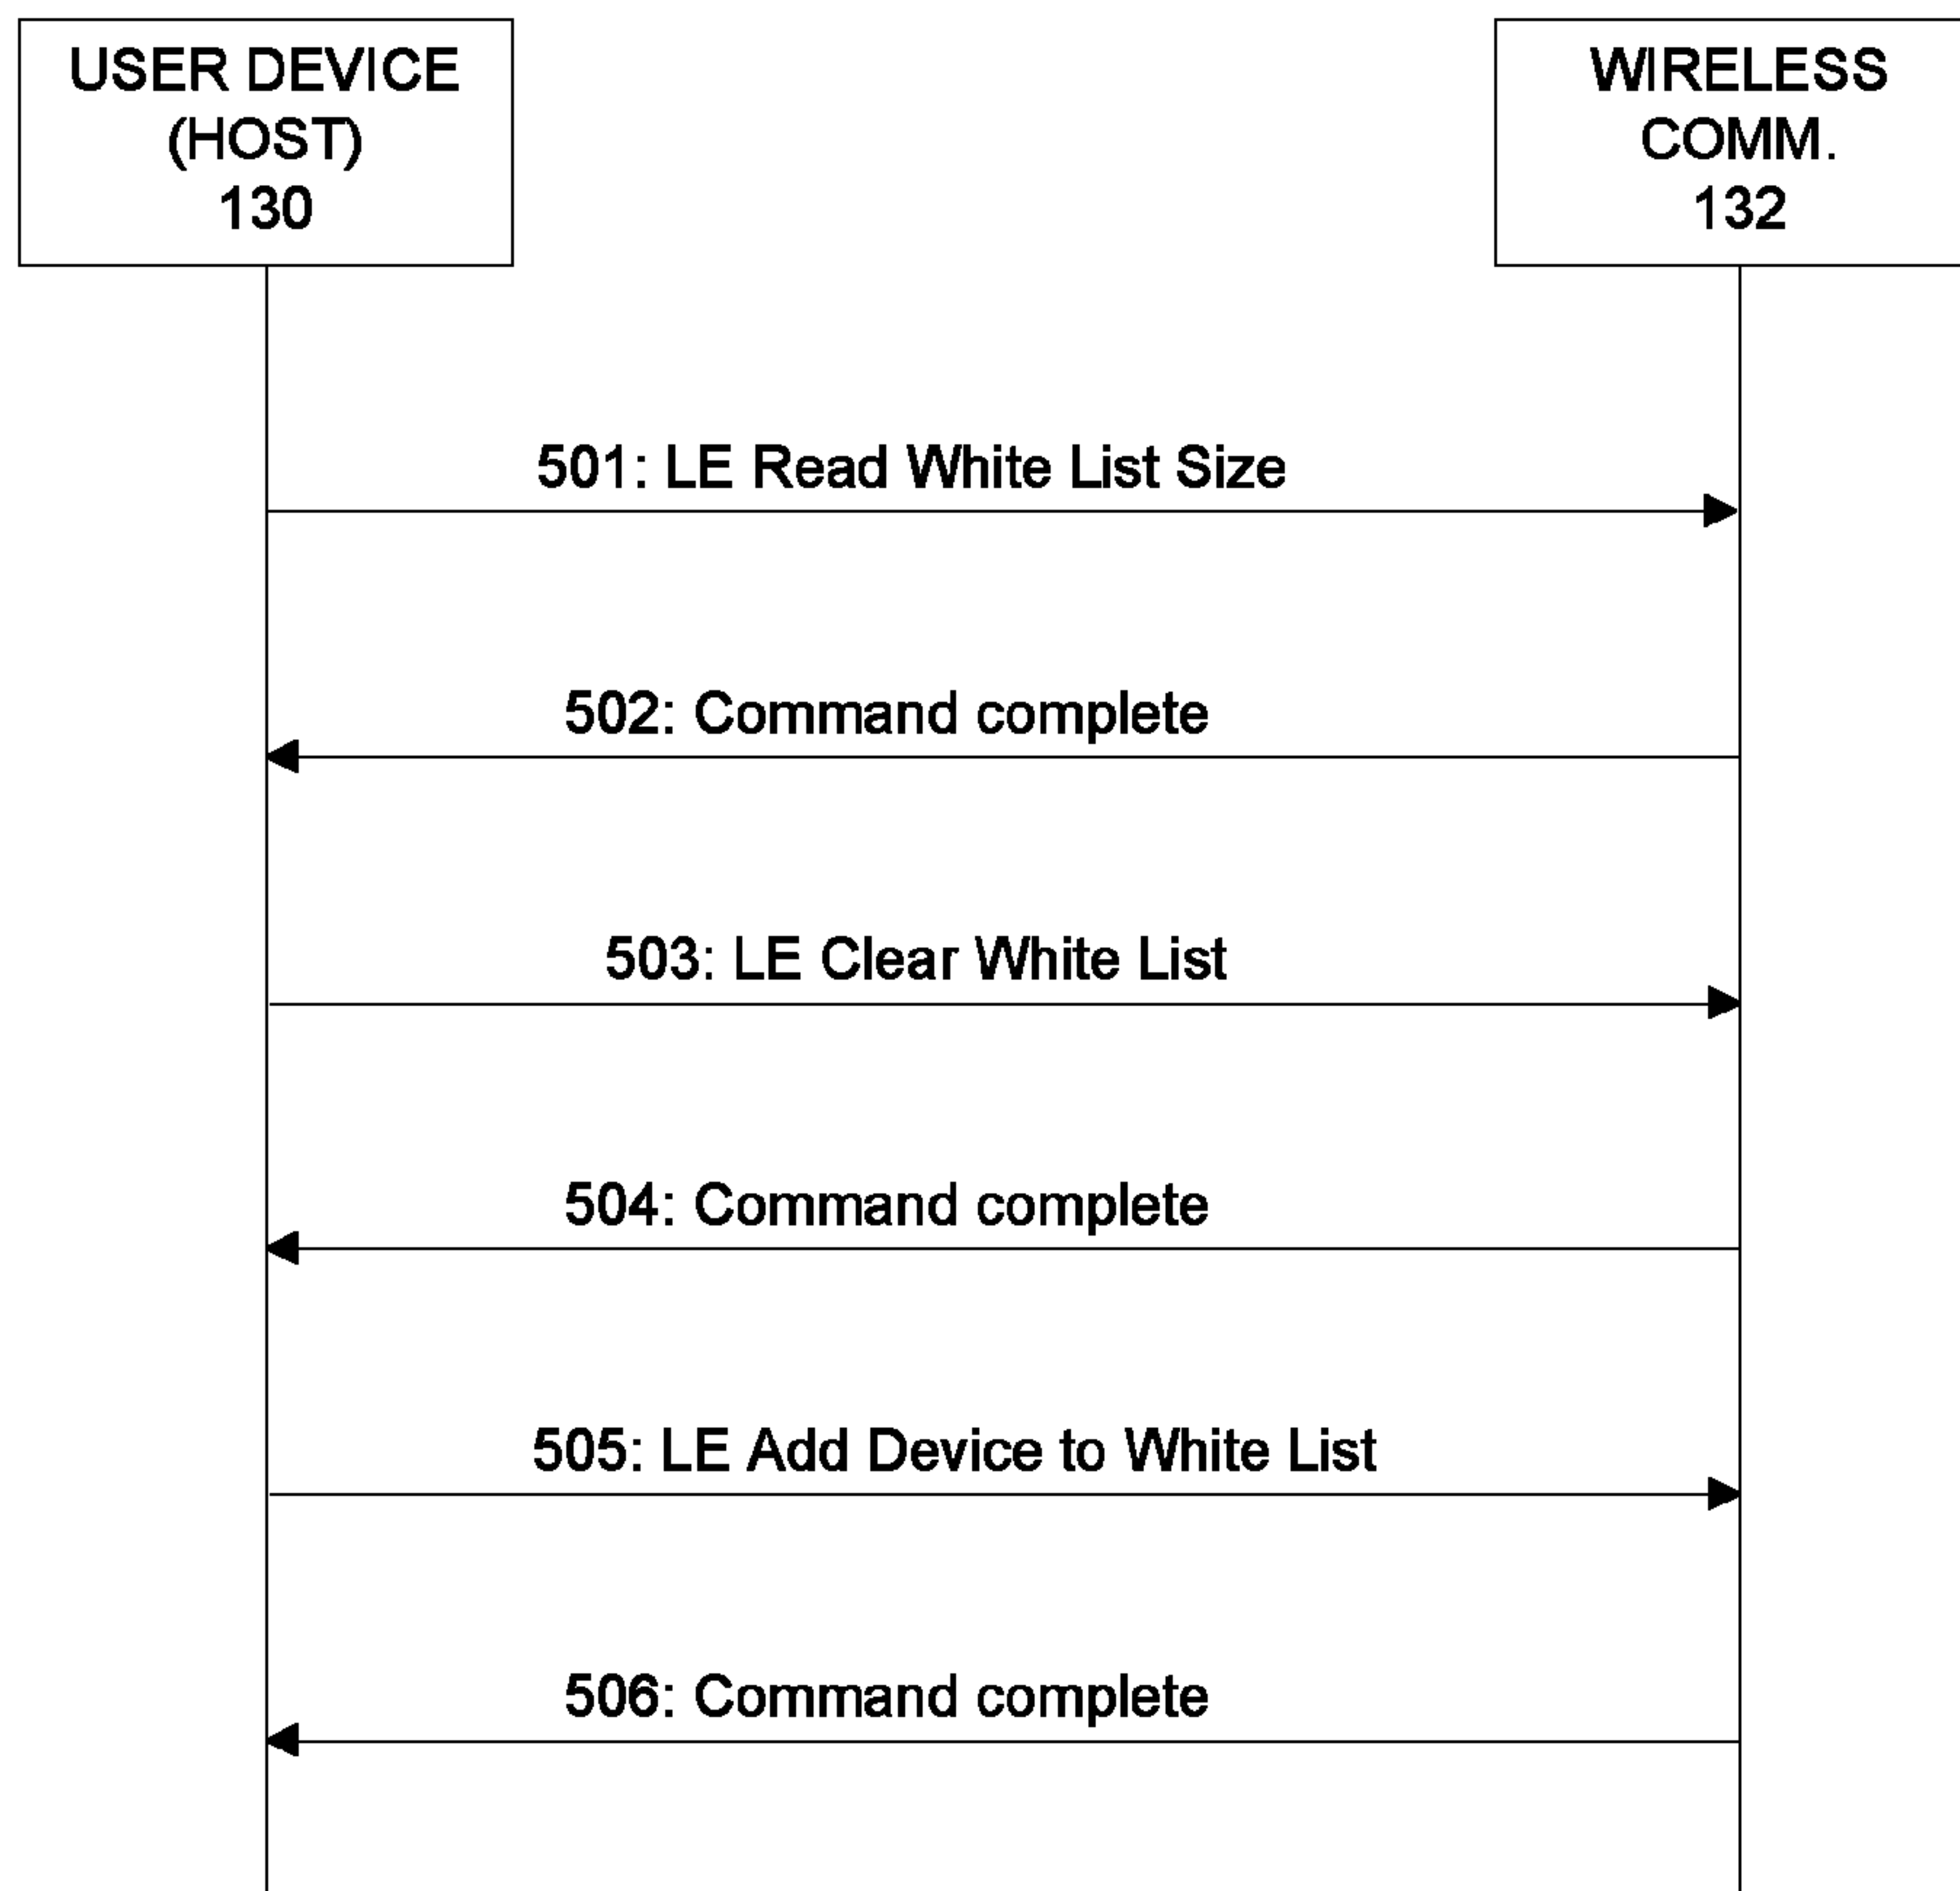 USER DEVICE
(HOST)
130
WIRELESS
COMM.
132
501: LE Read White List Size
502: Command complete
503: LE Clear White List
504: Command complete
505: LE Add Device to White List
506: Command complete